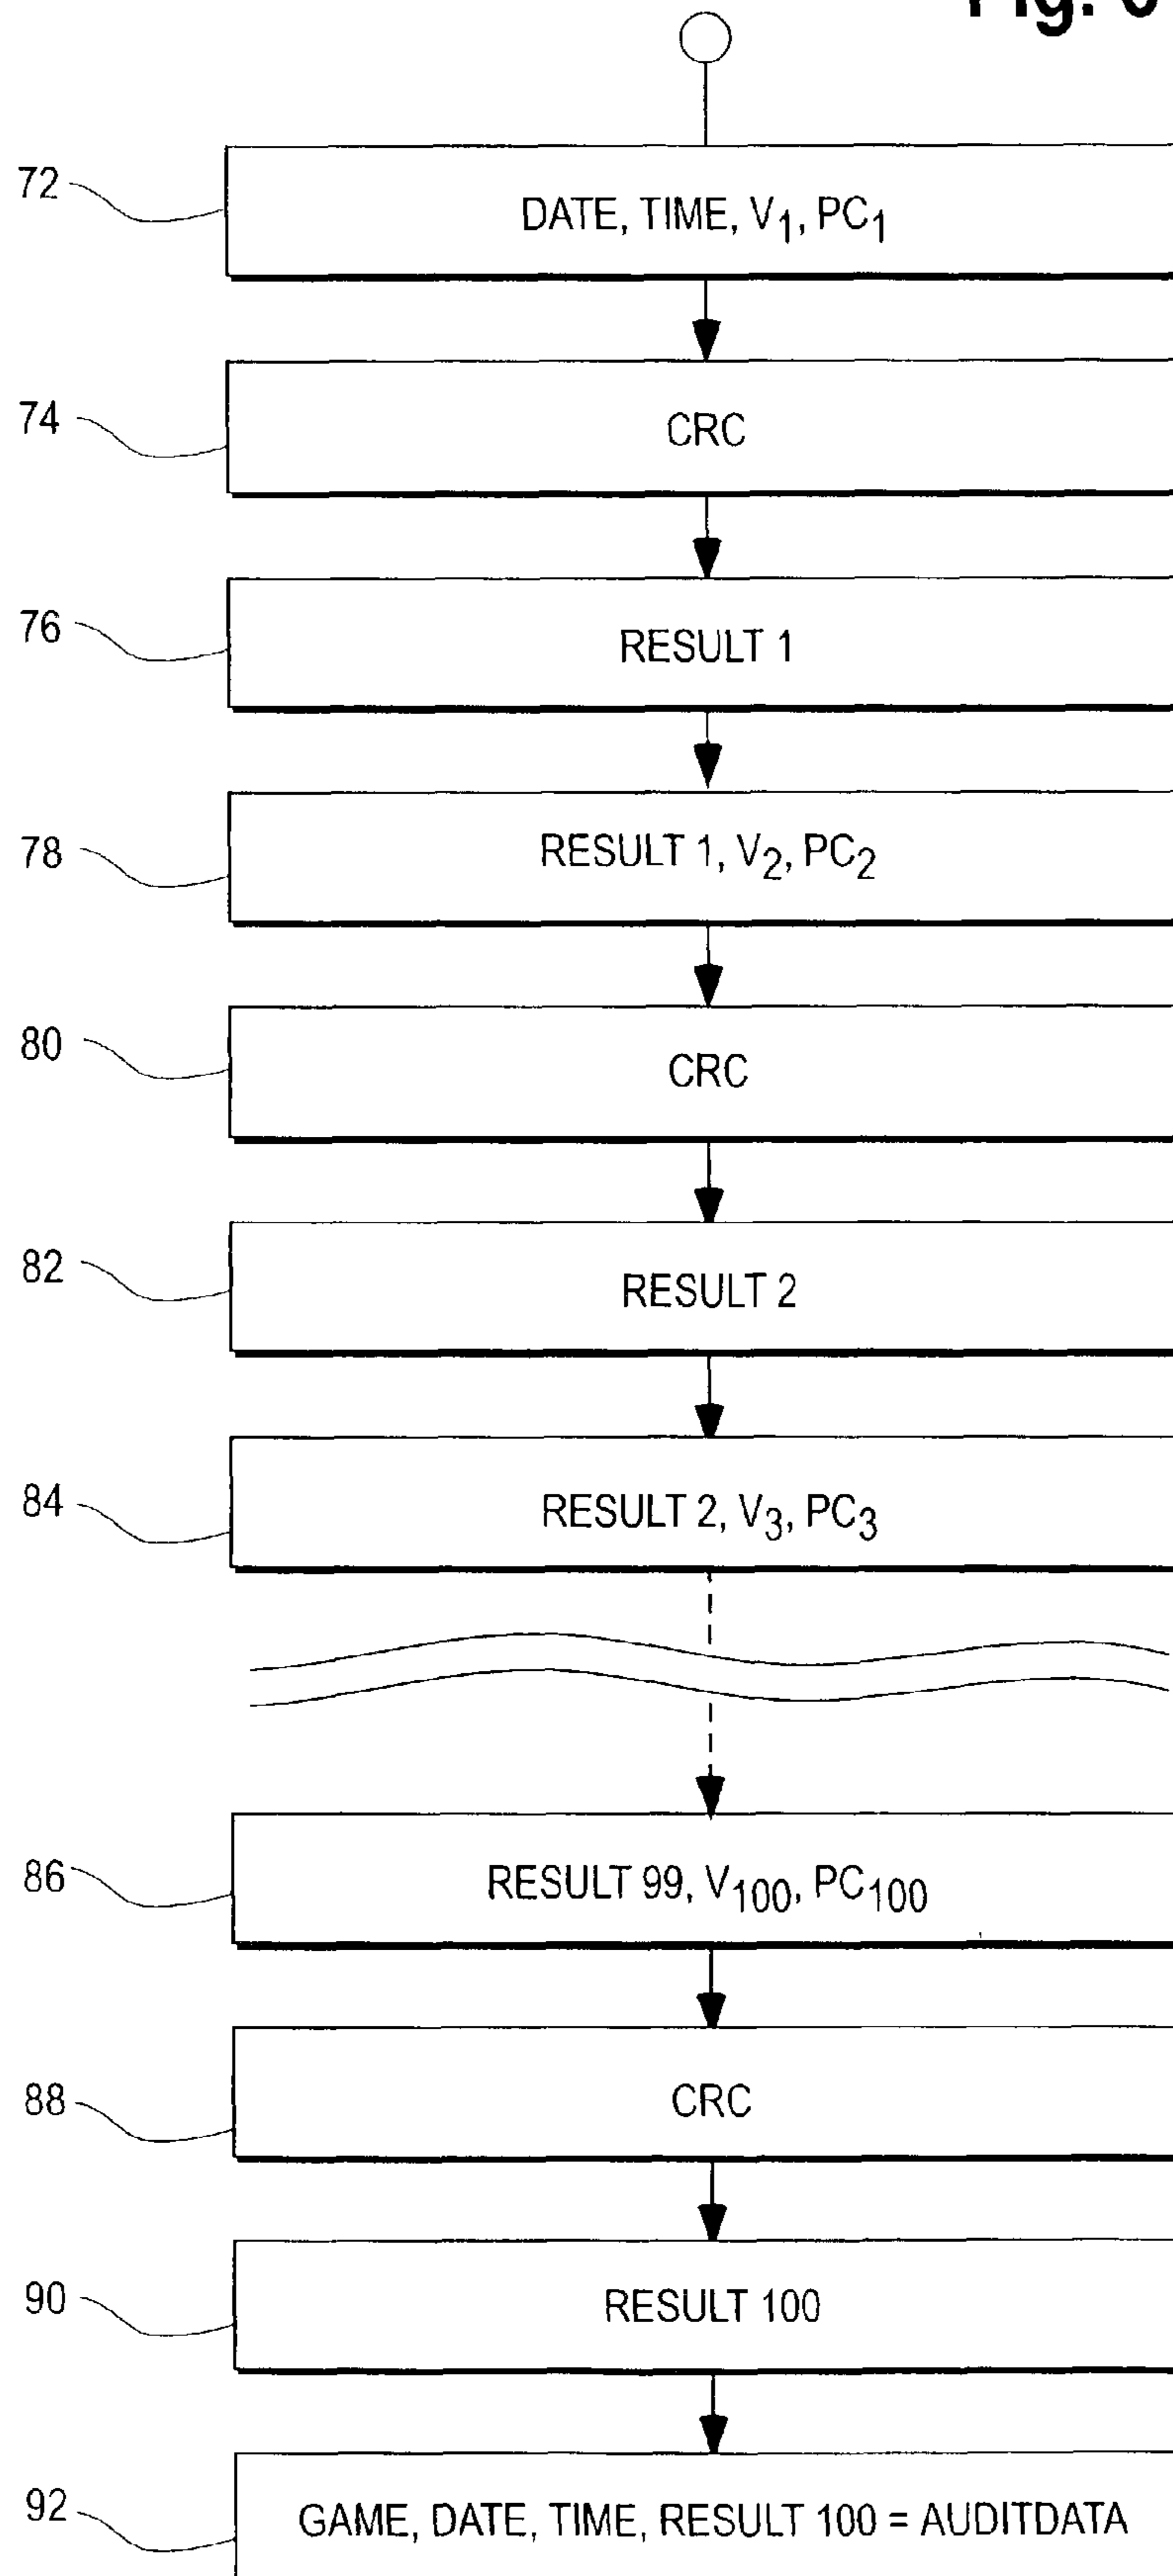 72
DATE, TIME, V1, PC1
74
CRC
76
RESULT 1
78
RESULT 1, V2, PC2
80
CRC
82
RESULT 2
84
RESULT 2, V3, PC3
86
RESULT 99, V100, PC100
88
CRC
90
RESULT 100
92
GAME, DATE, TIME, RESULT 100 = AUDITDATA